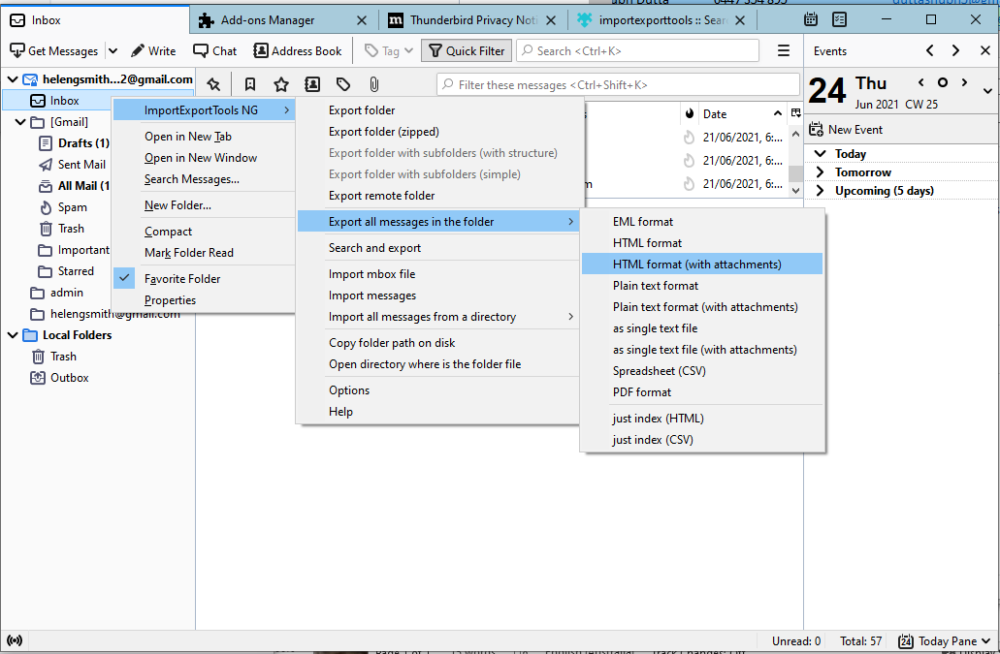 Inbox
Add-ons Manager
Thunderbird Privacy Noti
importexporttools :: Sear
Get Messages
Write
Chat
Address Book
Tag
Quick Filter
Search <Ctrl+K>
Events
helengsmith...2@gmail.com
Filter these messages <Ctrl+Shift+K>
24
Thu
Jun 2021 CW 25
New Event
Today
Tomorrow
Upcoming (5 days)
Inbox
[Gmail]
Drafts (1)
Sent Mail
All Mail (1
Spam
Trash
Important
Starred
admin
helengsmith@gmail.com
Local Folders
Trash
Outbox
ImportExportTools NG
Open in New Tab
Open in New Window
Search Messages...
New Folder...
Compact
Mark Folder Read
Favorite Folder
Properties
Export folder
Export folder (zipped)
Export folder with subfolders (with structure)
Export folder with subfolders (simple)
Export remote folder
Export all messages in the folder
Search and export
Import mbox file
Import messages
Import all messages from a directory
Copy folder path on disk
Open directory where is the folder file
Options
Help
Date
21/06/2021, 6:...
21/06/2021, 6:...
21/06/2021, 6:...
EML format
HTML format
HTML format (with attachments)
Plain text format
Plain text format (with attachments)
as single text file
as single text file (with attachments)
Spreadsheet (CSV)
PDF format
just index (HTML)
just index (CSV)
Unread: 0
Total: 57
24
Today Pane